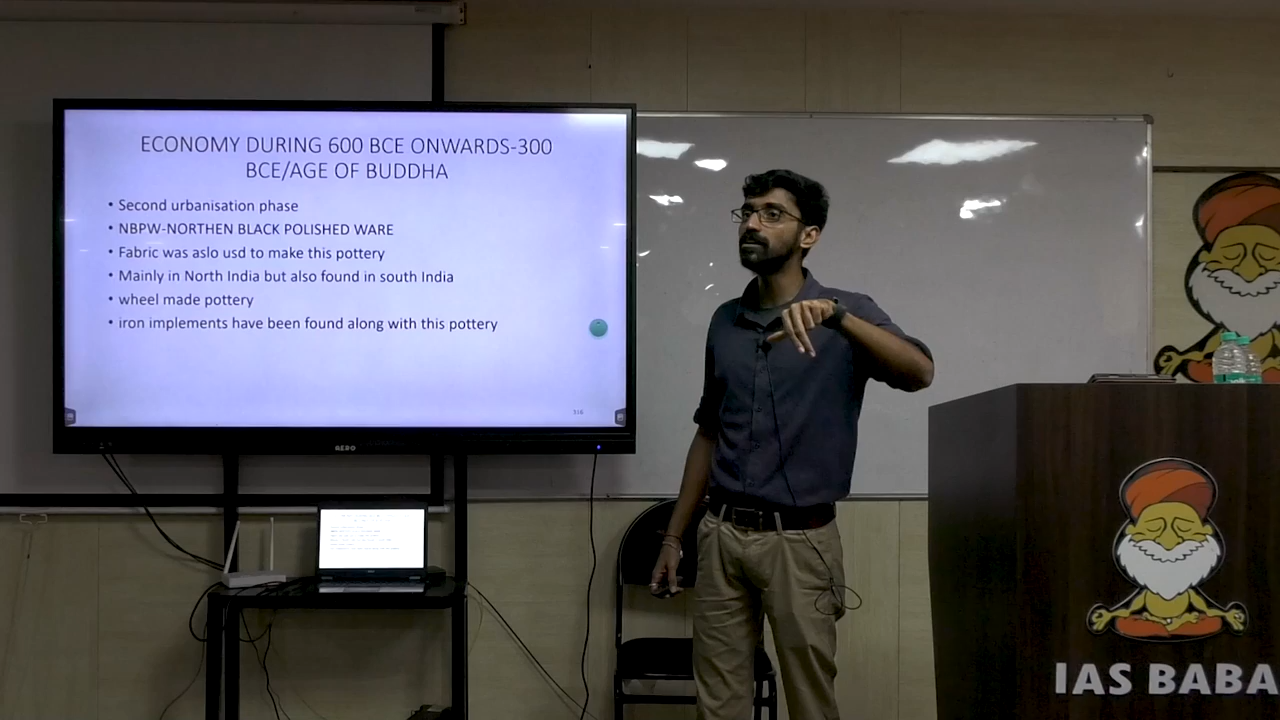 ECONOMY DURING 600 BCE ONWARDS-300
BCE/AGE OF BUDDHA
• Second urbanisation phase
• NBPW-NORTHEN BLACK POLISHED WARE
• Fabric was aslo usd to make this pottery
• Mainly in North India but also found in south India
• wheel made pottery
• iron implements have been found along with this pottery
316
IAS BABA